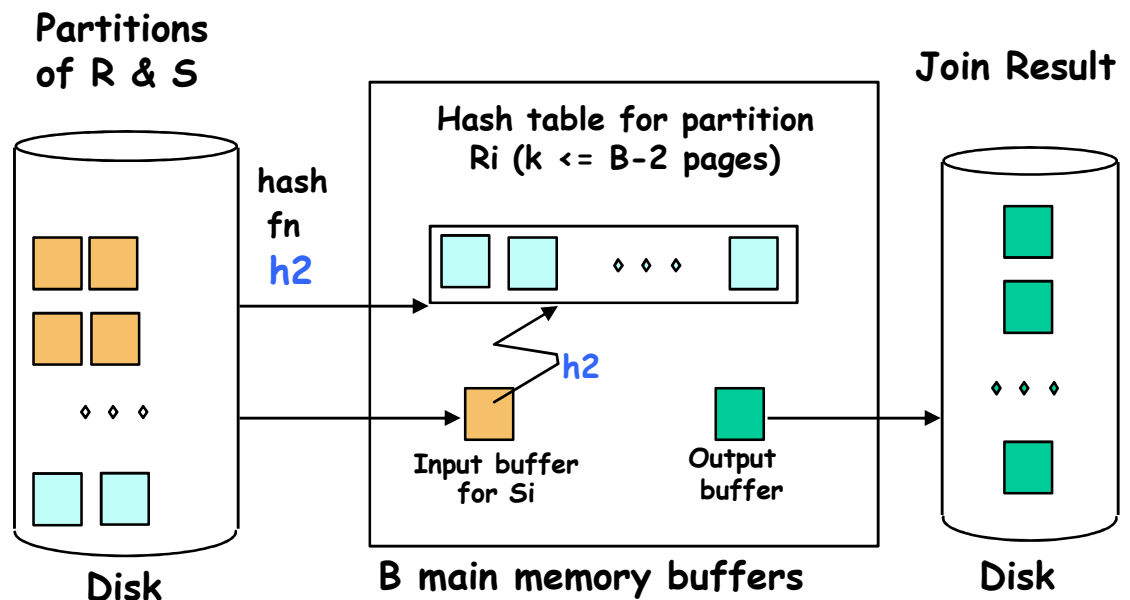 Partitions
of R & S
hash
fn
h2
Hash table for partition
Ri (k <= B-2 pages)
h2
Input buffer
for Si
Output
buffer
Join Result
Disk
B main memory buffers
Disk